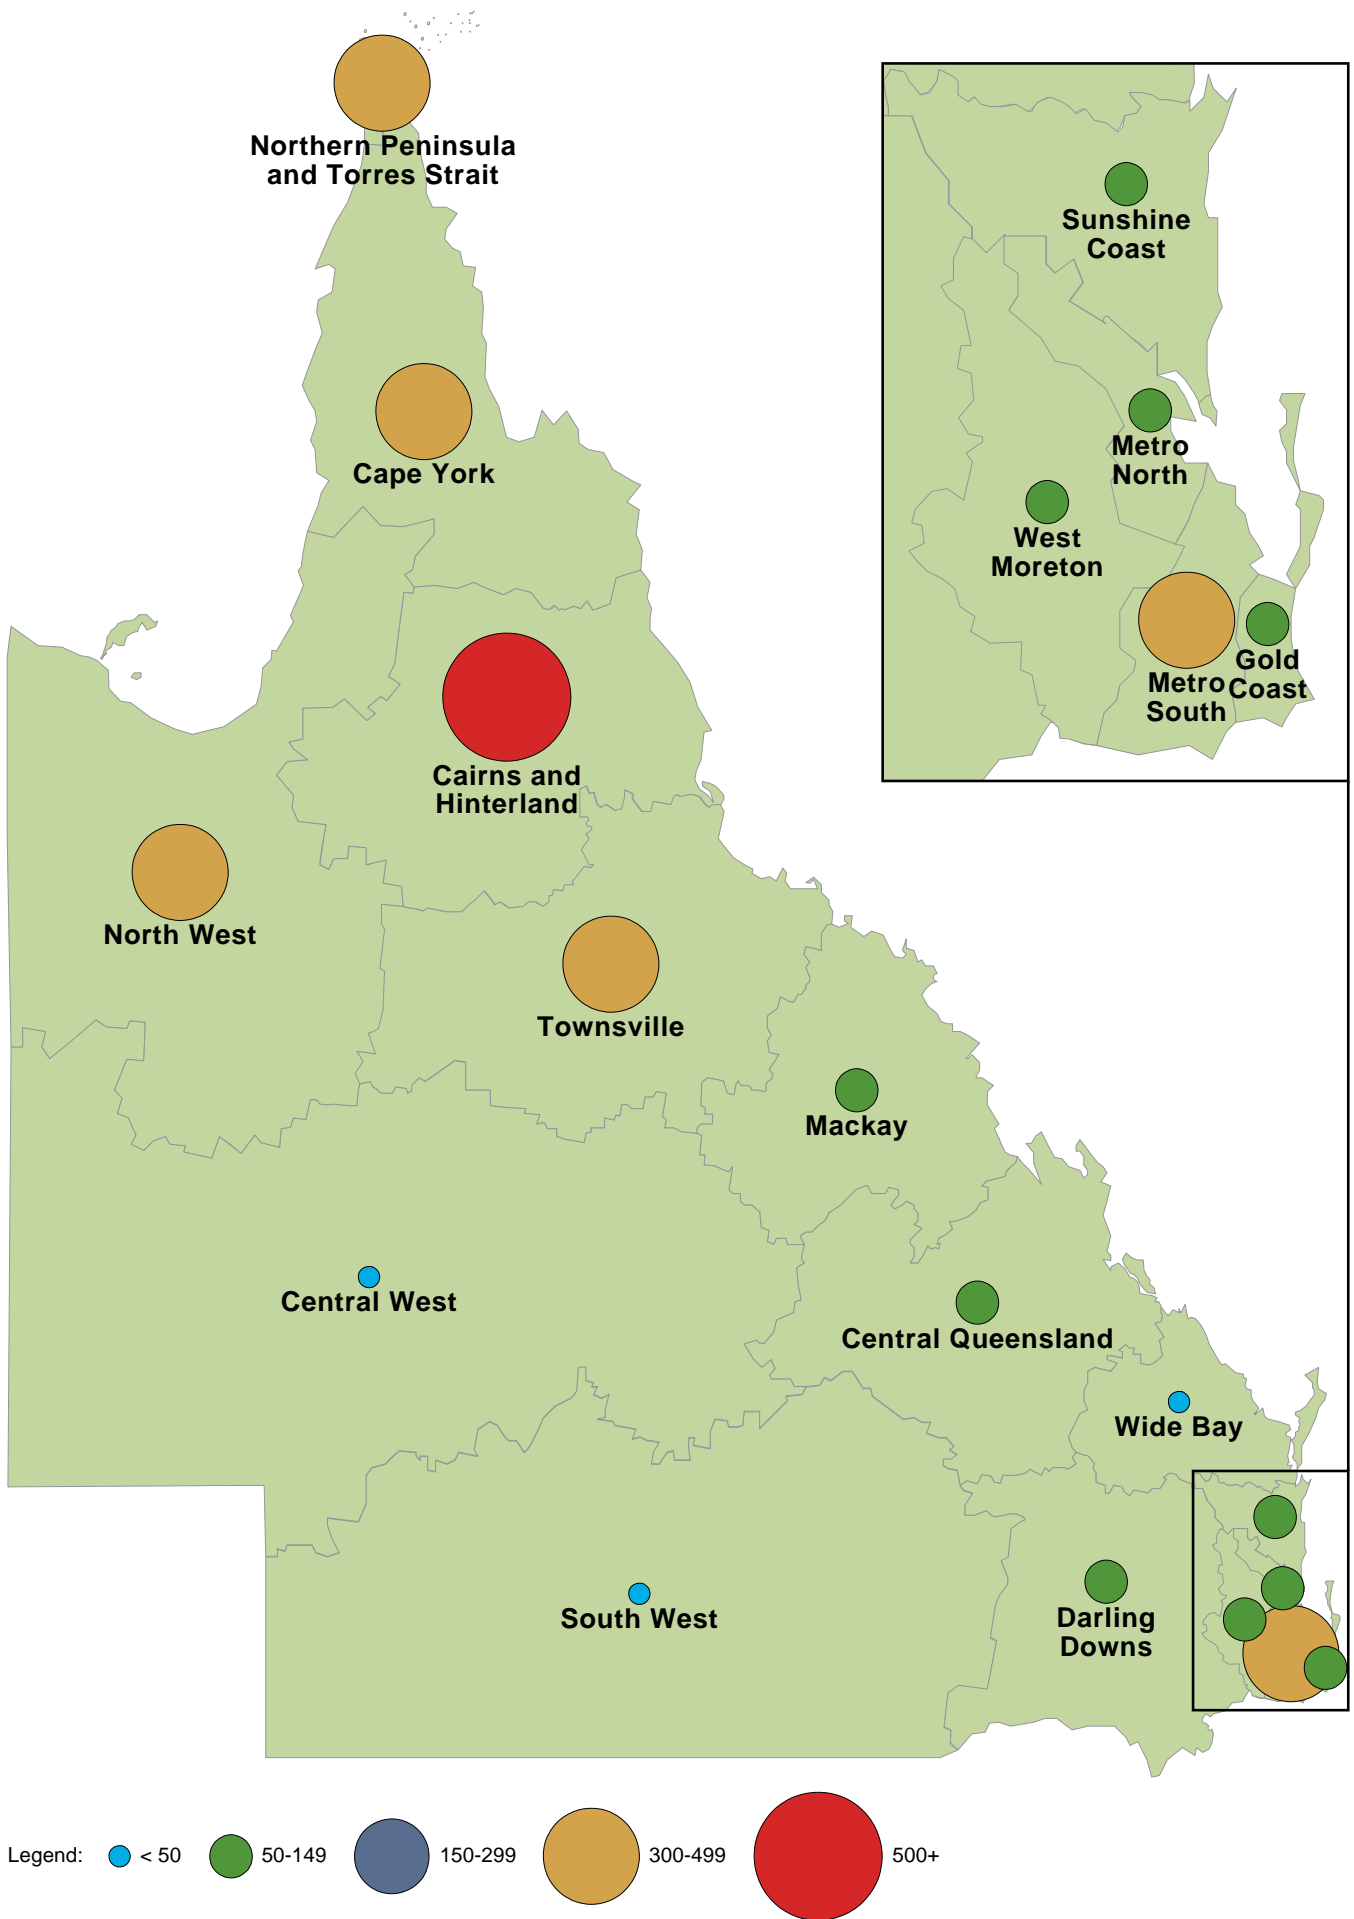 Northern Peninsula
and Torres Strait
Sunshine
Coast
Cape York
Metro
North
West
Moreton
Gold
Coast
Metro
South
Cairns and
Hinterland
North West
Townsville
Mackay
Central West
Central Queensland
Wide Bay
South West
Darling
Downs
Legend: < 50 50-149 150-299 300-499 500+